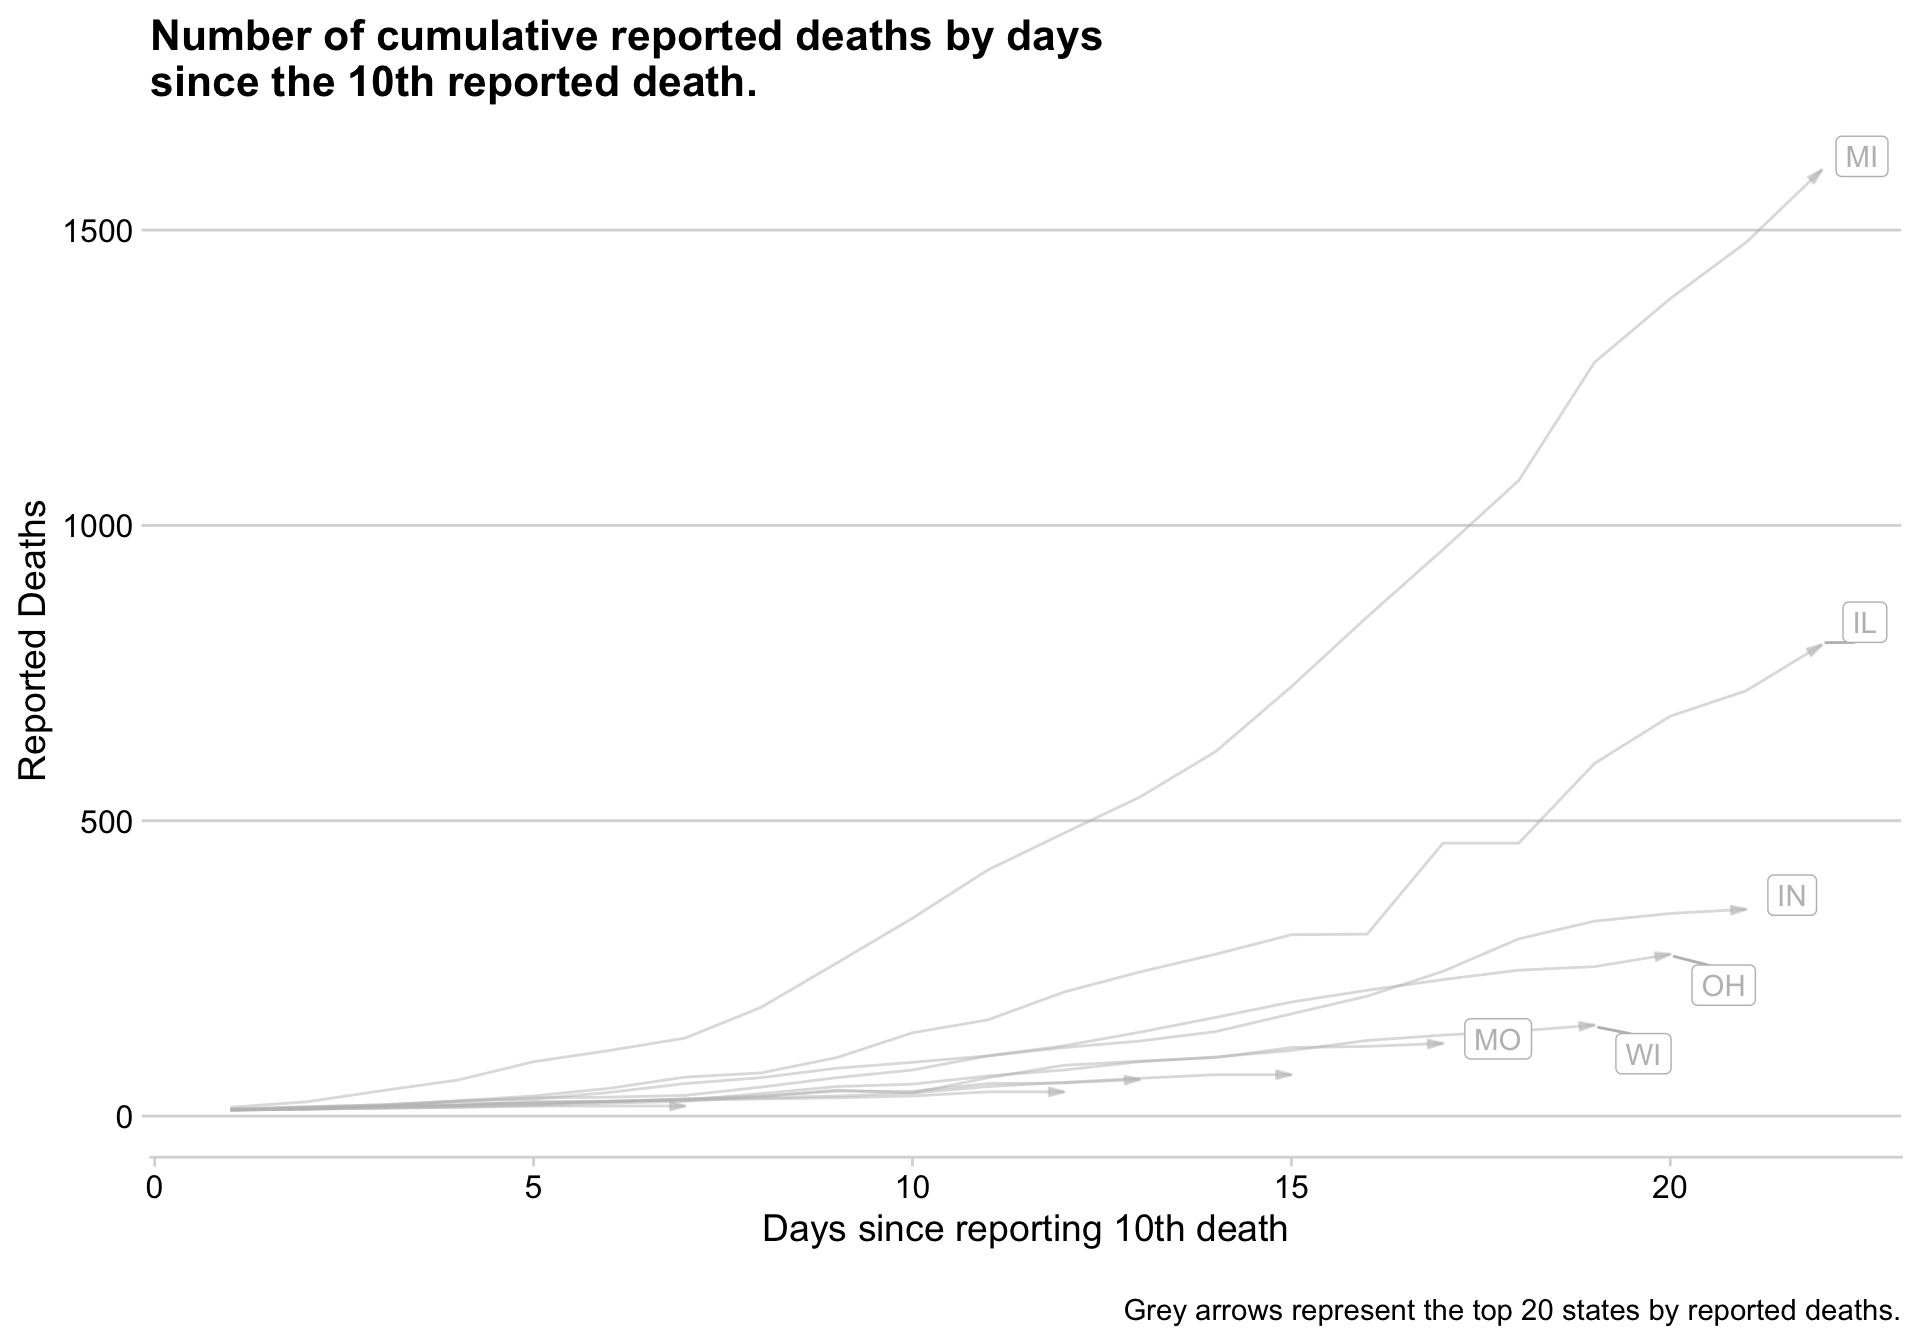 Number of cumulative reported deaths by days
since the 10th reported death.
MI
1500
1000
IL
Reported Deaths
500
IN
OH
MO
WI
0
0 5 10 15 20
Days since reporting 10th death
Grey arrows represent the top 20 states by reported deaths.